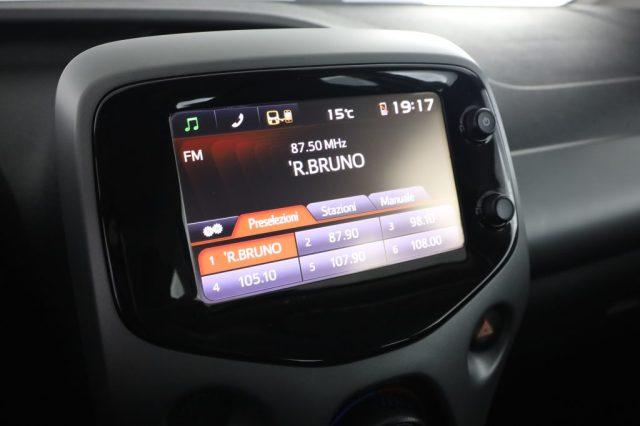 15°C 19:17
FM
87.50 MHz
'R.BRUNO
Preselezioni Stazioni Manuale
1 'R.BRUNO 2 87.90 3 98.10
4 105.10 5 107.90 6 108.00